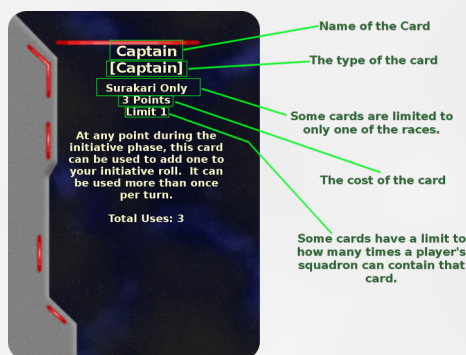 Captain
[Captain]
Surakari Only
3 Points
Limit 1
At any point during the
initiative phase, this card
can be used to add one to
your initiative roll. It can
be used more than once
per turn.
Total Uses: 3
Name of the Card
The type of the card
Some cards are limited to
only one of the races.
The cost of the card
Some cards have a limit to
how many times a player's
squadron can contain that
card.